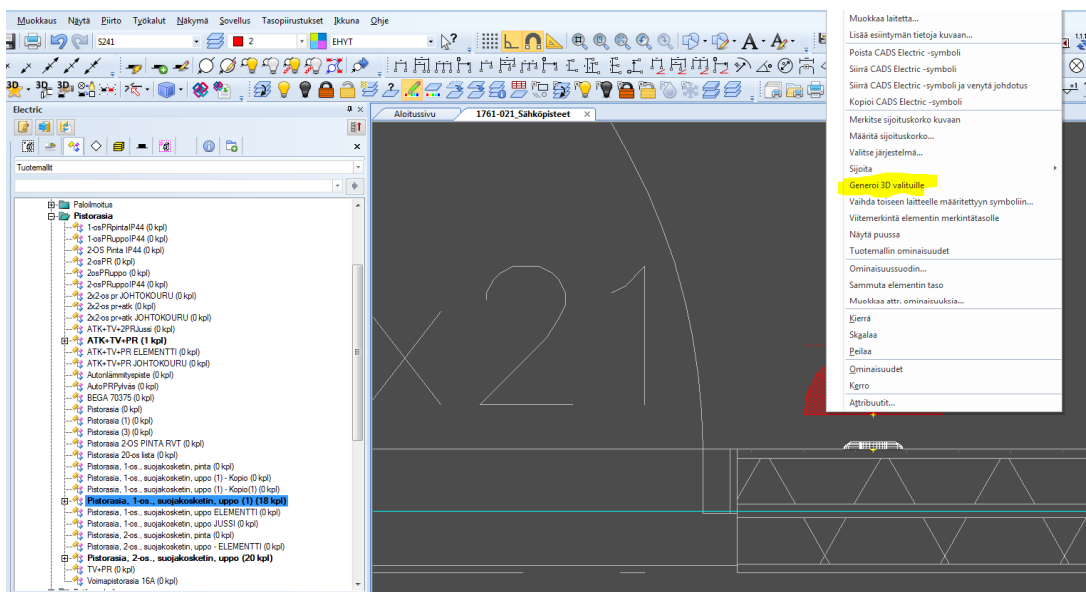 Muokkaus Näytä Piirto Työkalut Näkymä Sovellus Tasopiirustukset Ikkuna Ohje
S241 2 EHYT
Electric
Aloitussivu 1761-021_Sähköpisteet
Tuotemallit
Paloilmoitus
Pistorasia
1-osPRpintaIP44 (0 kpl)
1-osPRuppoIP44 (0 kpl)
2-OS Pinta IP44 (0 kpl)
2-osPR (0 kpl)
2osPRuppo (0 kpl)
2-osPRuppoIP44 (0 kpl)
2x2-os pr JOHTOKOURU (0 kpl)
2x2-os pr+atk (0 kpl)
2x2-os pr+atk JOHTOKOURU (0 kpl)
ATK+TV+2PRJussi (0 kpl)
ATK+TV+PR (1 kpl)
ATK+TV+PR ELEMENTTI (0 kpl)
ATK+TV+PR JOHTOKOURU (0 kpl)
Autonlämmityspiste (0 kpl)
AutoPRPylväs (0 kpl)
BEGA 70375 (0 kpl)
Pistorasia (0 kpl)
Pistorasia (1) (0 kpl)
Pistorasia (3) (0 kpl)
Pistorasia 2-OS PINTA RVT (0 kpl)
Pistorasia 20-os lista (0 kpl)
Pistorasia, 1-os., suojakosketin, pinta (0 kpl)
Pistorasia, 1-os., suojakosketin, uppo (1) - Kopio (0 kpl)
Pistorasia, 1-os., suojakosketin, uppo (1) - Kopio(1) (0 kpl)
Pistorasia, 1-os., suojakosketin, uppo (1) (18 kpl)
Pistorasia, 1-os., suojakosketin, uppo ELEMENTTI (0 kpl)
Pistorasia, 1-os., suojakosketin, uppo JUSSI (0 kpl)
Pistorasia, 2-os., suojakosketin, pinta (0 kpl)
Pistorasia, 2-os., suojakosketin, uppo - ELEMENTTI (0 kpl)
Pistorasia, 2-os., suojakosketin, uppo (20 kpl)
TV+PR (0 kpl)
Voimapistorasia 16A (0 kpl)
x21
Muokkaa laitetta...
Lisää esiintymän tietoja kuvaan...
Poista CADS Electric -symboli
Siirrä CADS Electric -symboli
Siirrä CADS Electric -symboli ja venytä johdotus
Kopioi CADS Electric -symboli
Merkitse sijoituskorko kuvaan
Määritä sijoituskorko...
Valitse järjestelmä...
Sijoita
Generoi 3D valituille
Vaihda toiseen laitteelle määritettyyn symboliin...
Viitemerkintä elementin merkintätasolle
Näytä puussa
Tuotemallin ominaisuudet
Ominaisuussuodin...
Sammuta elementin taso
Muokkaa attr. ominaisuuksia...
Kierrä
Skaalaa
Peilaa
Ominaisuudet
Kerro
Attribuutit...